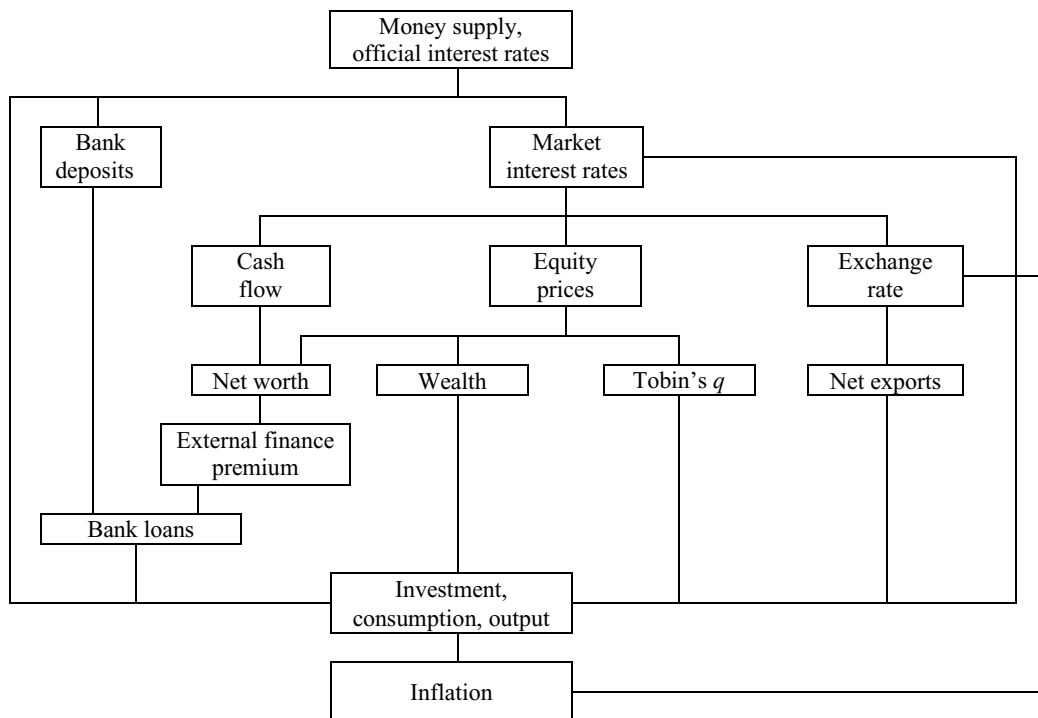 Money supply,
official interest rates
Bank
deposits
Market
interest rates
Cash
flow
Equity
prices
Exchange
rate
Net worth
Wealth
Tobin’s q
Net exports
External finance
premium
Bank loans
Investment,
consumption, output
Inflation